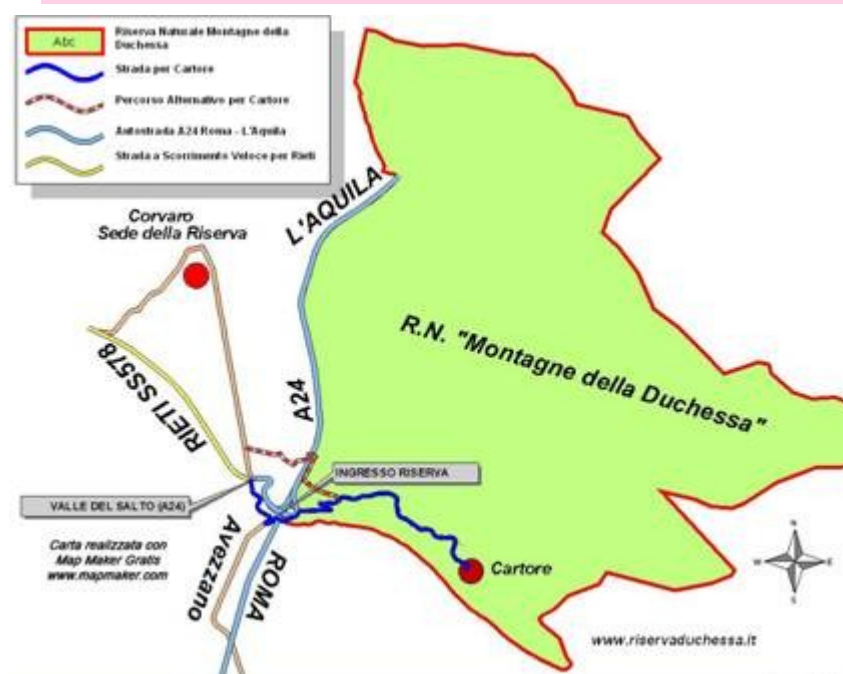 Abc
Riserva Naturale Montagne della
Duchessa
Strada per Cartore
Percorso Alternativo per Cartore
Autostrada A24 Roma - L'Aquila
Strada a Scorrimento Veloce per Rieti
Corvaro
Sede della Riserva
L'AQUILA
R.N. "Montagne della Duchessa"
RIETI SS578
A24
INGRESSO RISERVA
VALLE DEL SALTO (A24)
Carta realizzata con
Map Maker Gratis
www.mapmaker.com
Avezzano
ROMA
Cartore
N
W
E
S
www.riservaduchessa.it